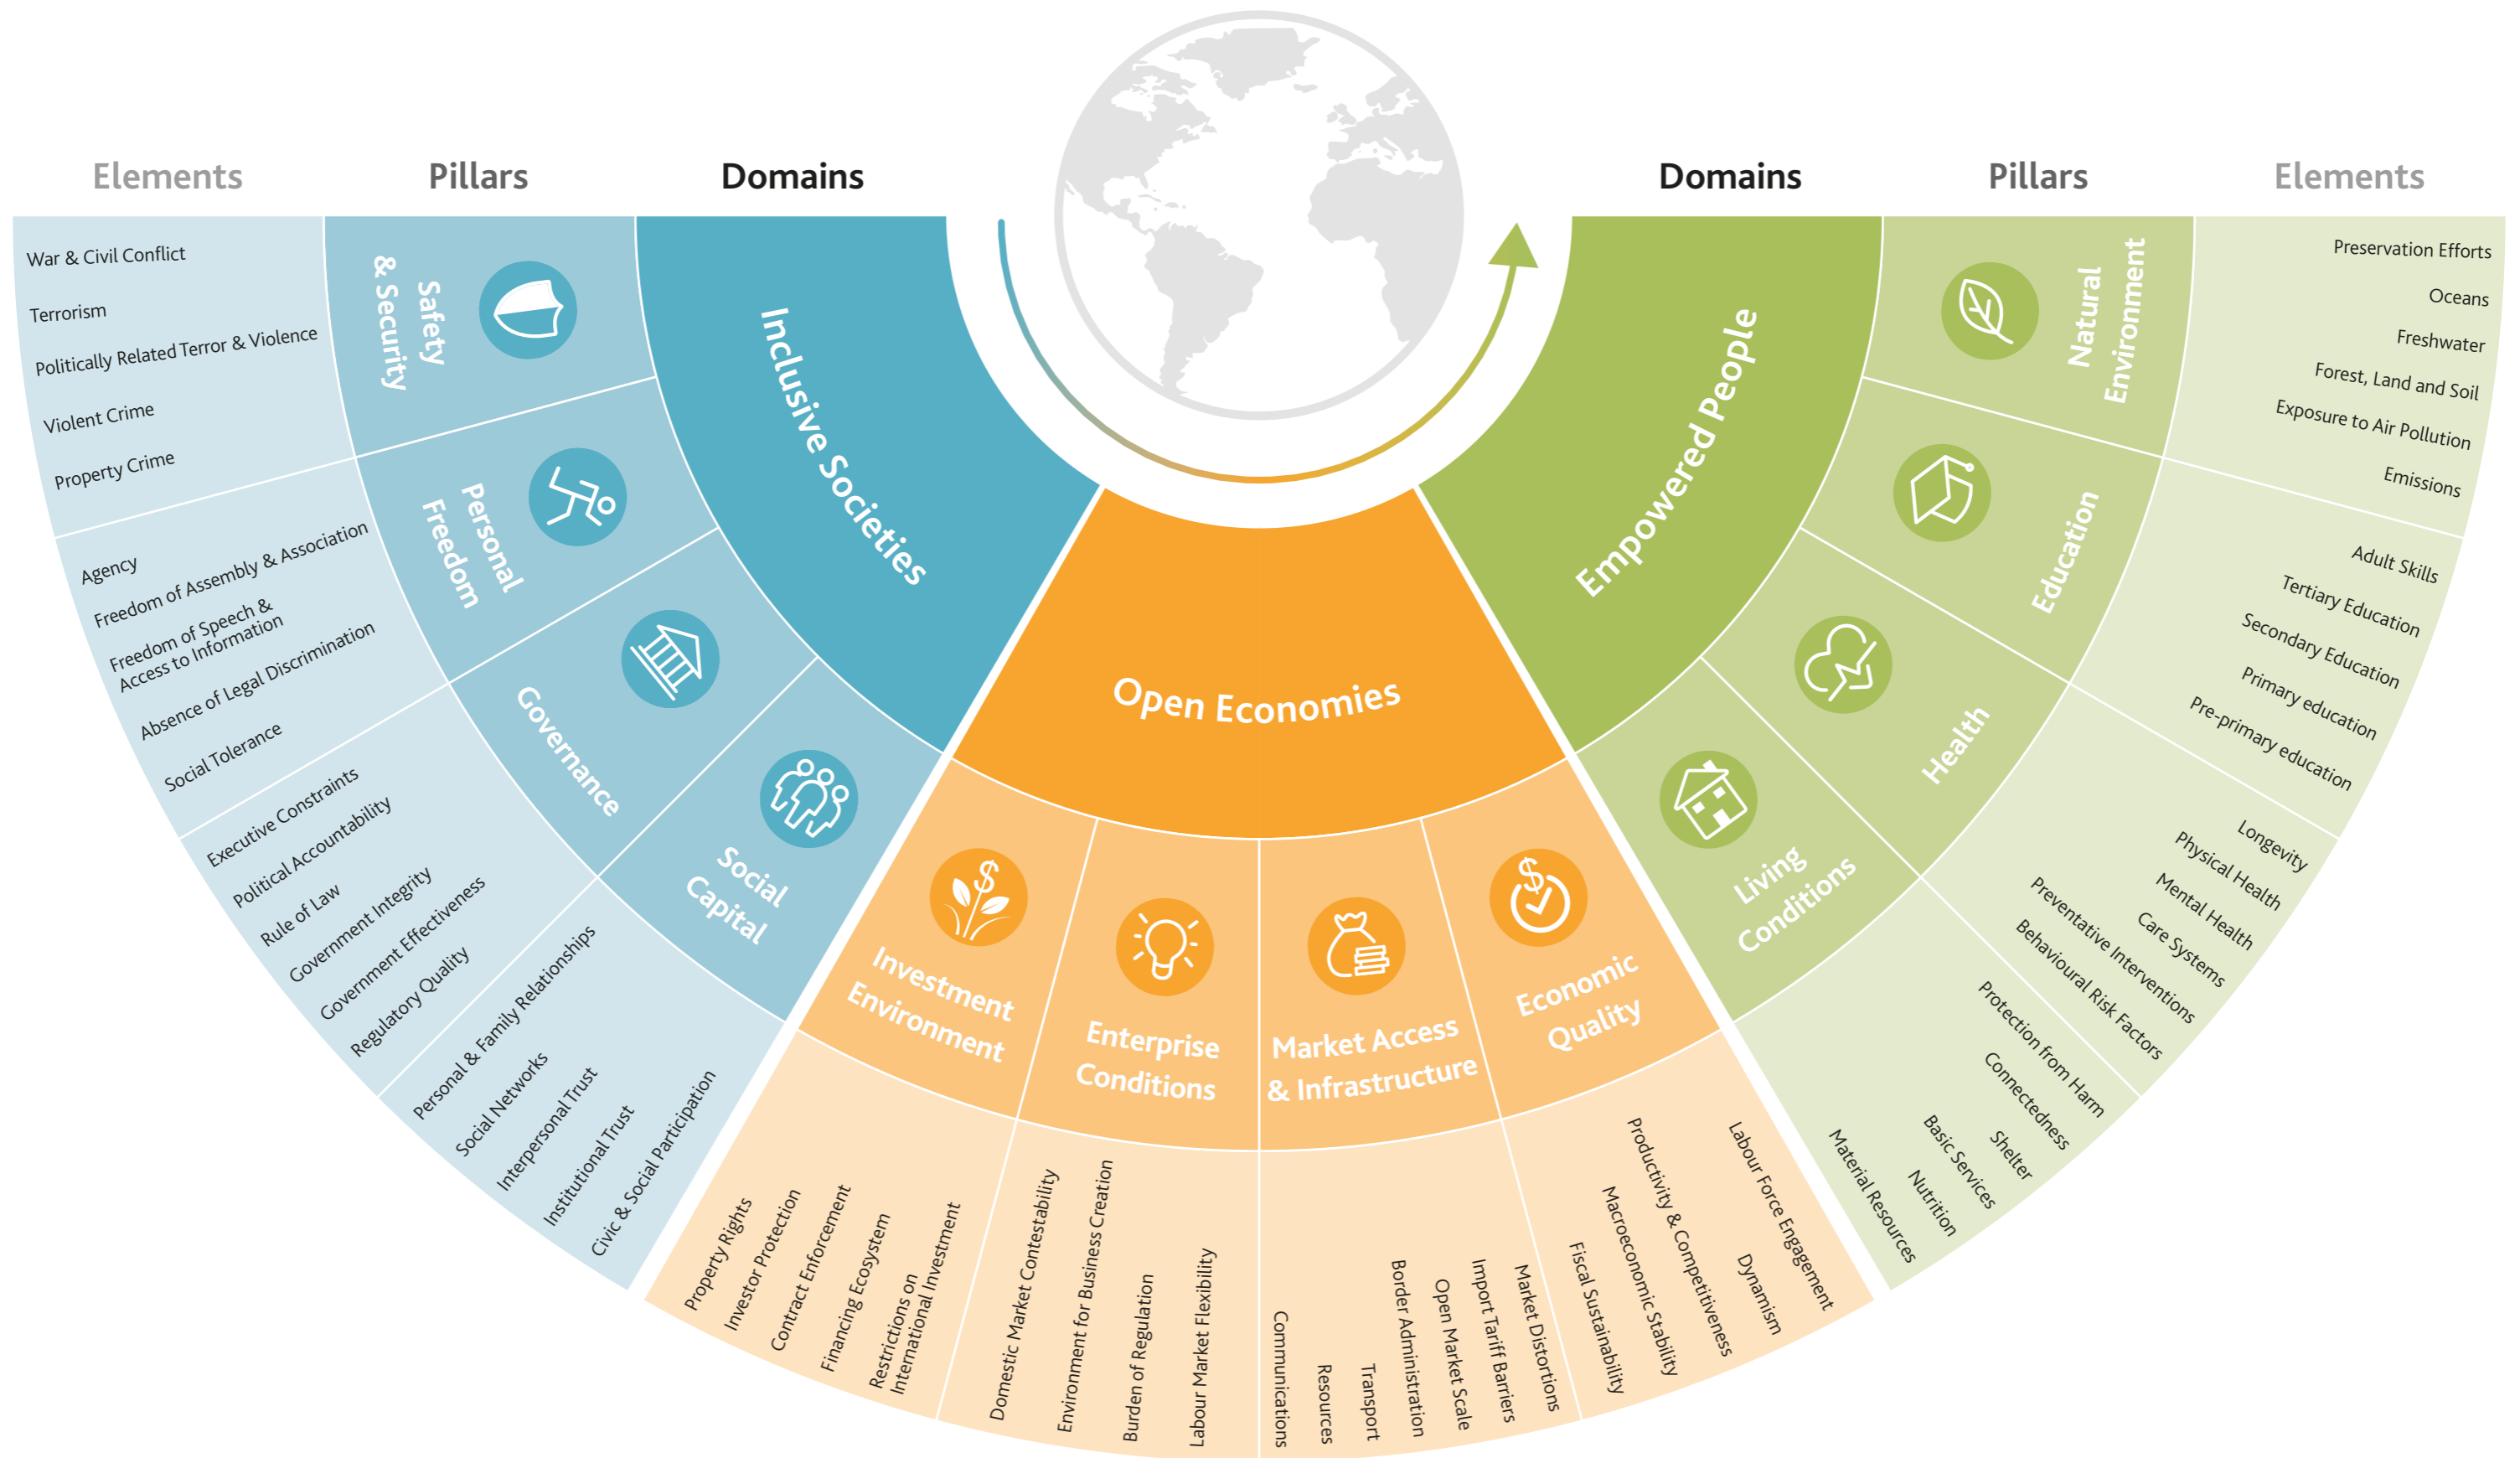 Elements
Pillars
Domains
Domains
Pillars
Elements
Inclusive Societies
Safety
& Security
War & Civil Conflict
Terrorism
Politically Related Terror & Violence
Violent Crime
Property Crime
Personal
Freedom
Agency
Freedom of Assembly & Association
Freedom of Speech &
Access to Information
Absence of Legal Discrimination
Social Tolerance
Governance
Executive Constraints
Political Accountability
Rule of Law
Government Integrity
Government Effectiveness
Regulatory Quality
Social
Capital
Personal & Family Relationships
Social Networks
Interpersonal Trust
Institutional Trust
Civic & Social Participation
Open Economies
Investment
Environment
Property Rights
Investor Protection
Contract Enforcement
Financing Ecosystem
Restrictions on
International Investment
Enterprise
Conditions
Domestic Market Contestability
Environment for Business Creation
Burden of Regulation
Labour Market Flexibility
Market Access
& Infrastructure
Communications
Resources
Transport
Border Administration
Open Market Scale
Import Tariff Barriers
Market Distortions
Economic
Quality
Fiscal Sustainability
Macroeconomic Stability
Productivity & Competitiveness
Dynamism
Labour Force Engagement
Empowered People
Living
Conditions
Material Resources
Nutrition
Basic Services
Shelter
Connectedness
Protection from Harm
Health
Behavioural Risk Factors
Preventative Interventions
Care Systems
Mental Health
Physical Health
Longevity
Education
Pre-primary education
Primary education
Secondary Education
Tertiary Education
Adult Skills
Natural
Environment
Emissions
Exposure to Air Pollution
Forest, Land and Soil
Freshwater
Oceans
Preservation Efforts